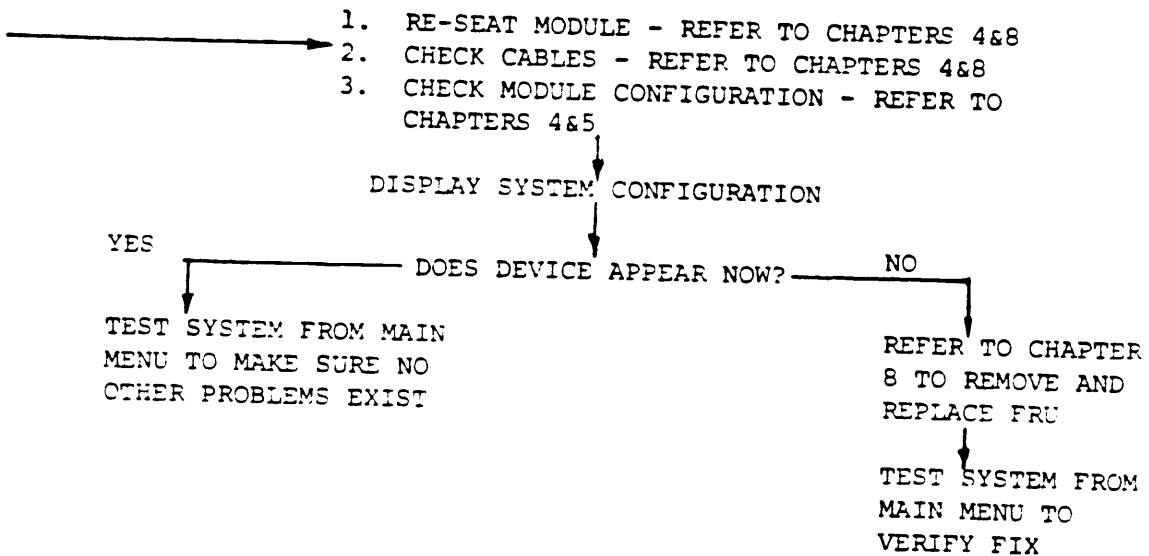 1. RE-SEAT MODULE - REFER TO CHAPTERS 4&8
2. CHECK CABLES - REFER TO CHAPTERS 4&8
3. CHECK MODULE CONFIGURATION - REFER TO
CHAPTERS 4&5
DISPLAY SYSTEM CONFIGURATION
YES
DOES DEVICE APPEAR NOW?
NO
TEST SYSTEM FROM MAIN
MENU TO MAKE SURE NO
OTHER PROBLEMS EXIST
REFER TO CHAPTER
8 TO REMOVE AND
REPLACE FRU
TEST SYSTEM FROM
MAIN MENU TO
VERIFY FIX